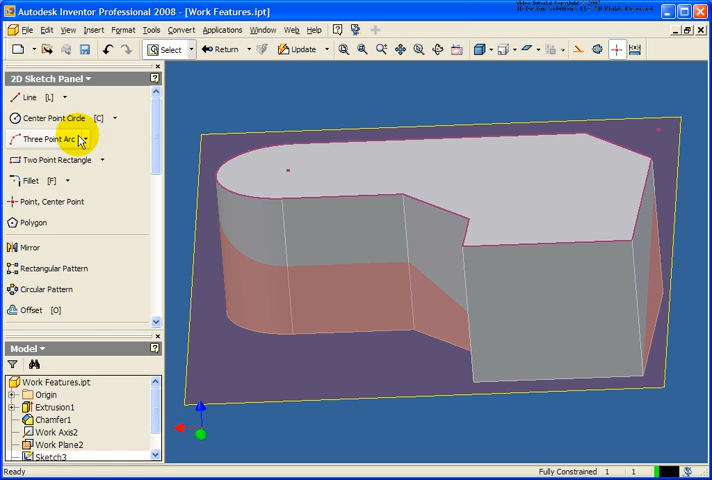 Autodesk Inventor Professional 2008 - [Work Features.ipt]
File Edit View Insert Format Tools Convert Applications Window Web Help
Select Return Update
2D Sketch Panel
Line [L]
Center Point Circle [C]
Three Point Arc
Two Point Rectangle
Fillet [F]
Point, Center Point
Polygon
Mirror
Rectangular Pattern
Circular Pattern
Offset [O]
Model
Work Features.ipt
Origin
Extrusion1
Chamfer1
Work Axis2
Work Plane2
Sketch3
Ready Fully Constrained 1 1